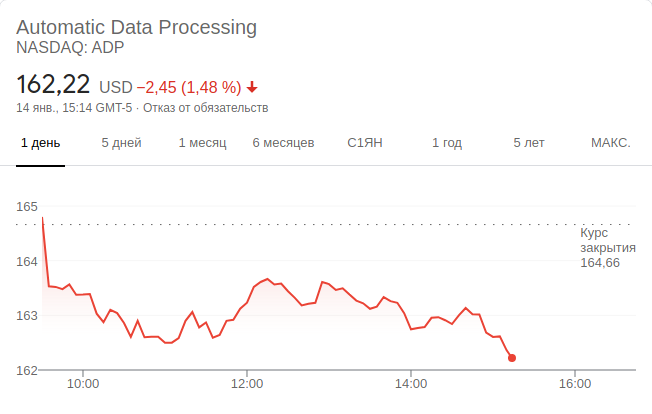 Automatic Data Processing
NASDAQ: ADP
162,22 USD −2,45 (1,48 %)
14 янв., 15:14 GMT-5 · Отказ от обязательств
1 день 5 дней 1 месяц 6 месяцев С1ЯН 1 год 5 лет МАКС.
165
164
163
162
Курс
закрытия
164,66
10:00 12:00 14:00 16:00